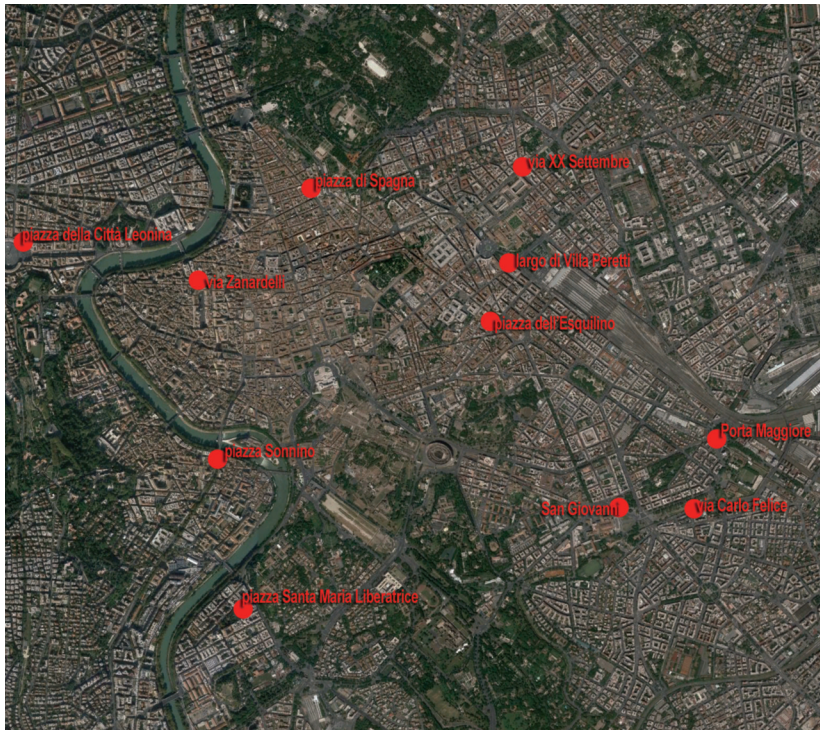 via XX Settembre
piazza di Spagna
piazza della Città Leonina
largo di Villa Peretti
via Zanardelli
piazza dell'Esquilino
Porta Maggiore
piazza Sonnino
San Giovanni
via Carlo Felice
piazza Santa Maria Liberatrice